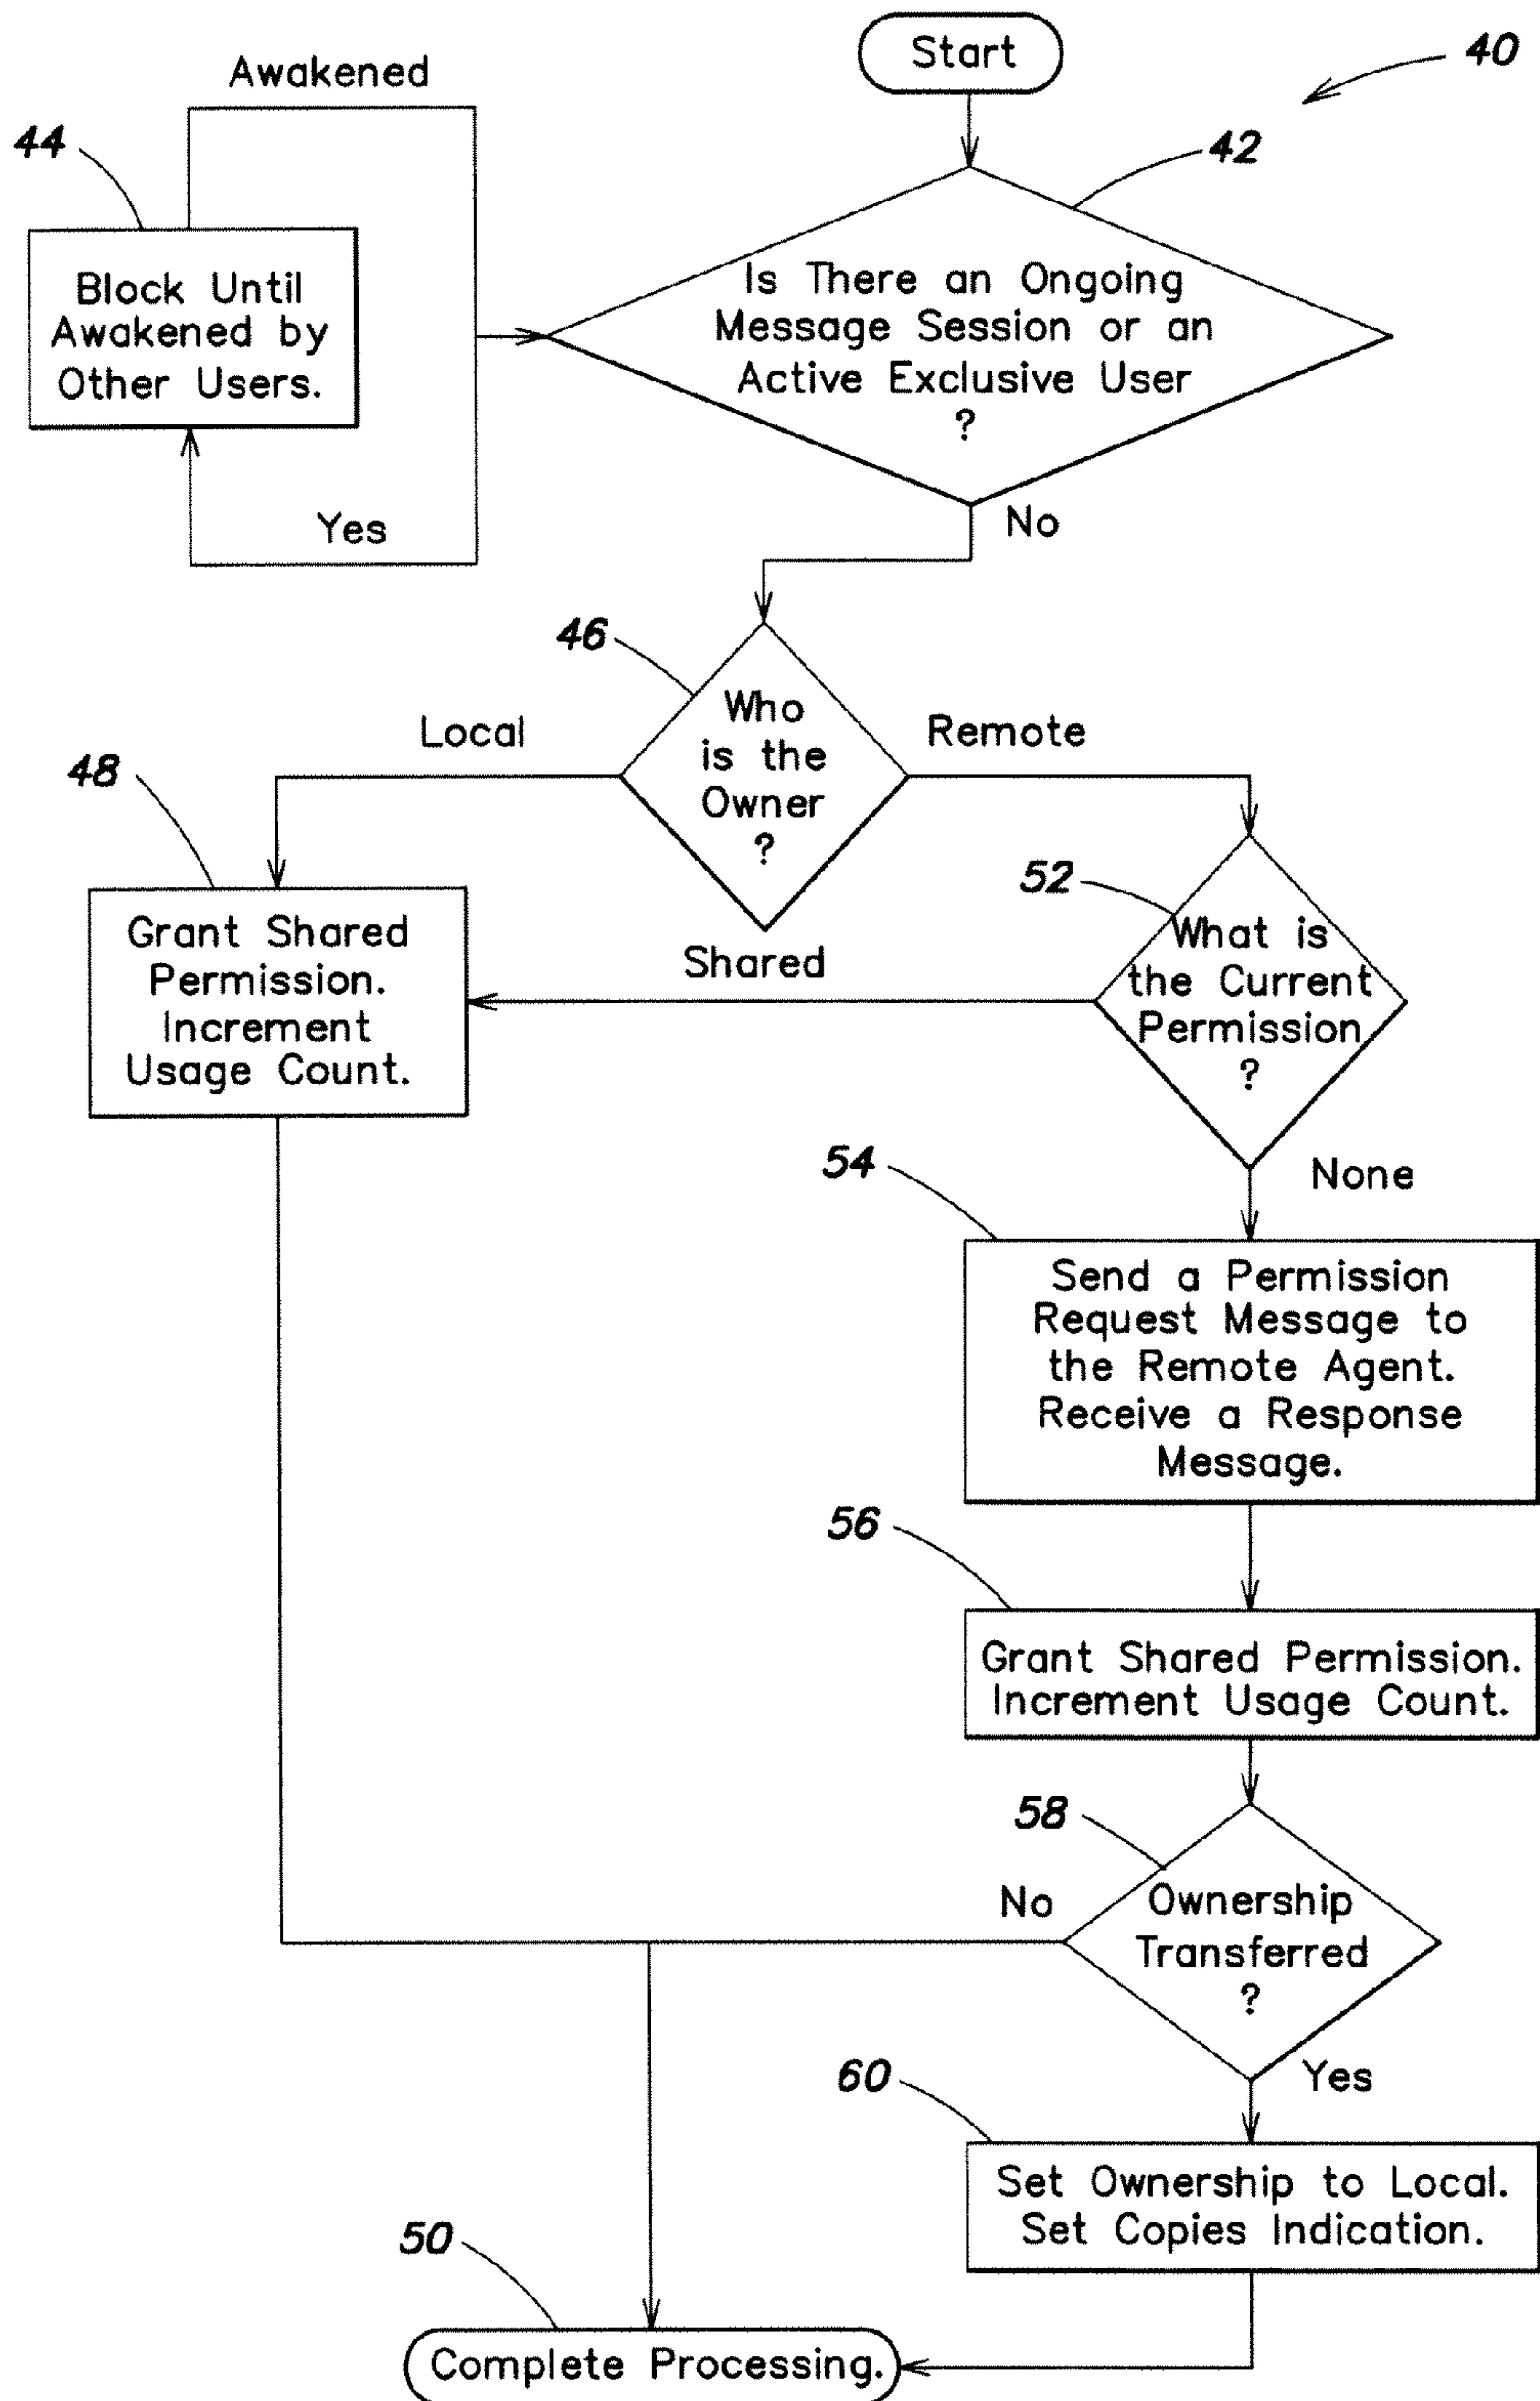 Start
40
Awakened
44
42
Block Until
Awakened by
Other Users.
Is There an Ongoing
Message Session or an
Active Exclusive User
?
Yes
No
46
Who
is the
Owner
?
Local
Remote
48
52
Grant Shared
Permission.
Increment
Usage Count.
Shared
What is
the Current
Permission
?
54
None
Send a Permission
Request Message to
the Remote Agent.
Receive a Response
Message.
56
Grant Shared Permission.
Increment Usage Count.
58
No
Ownership
Transferred
?
60
Yes
Set Ownership to Local.
Set Copies Indication.
50
Complete Processing.